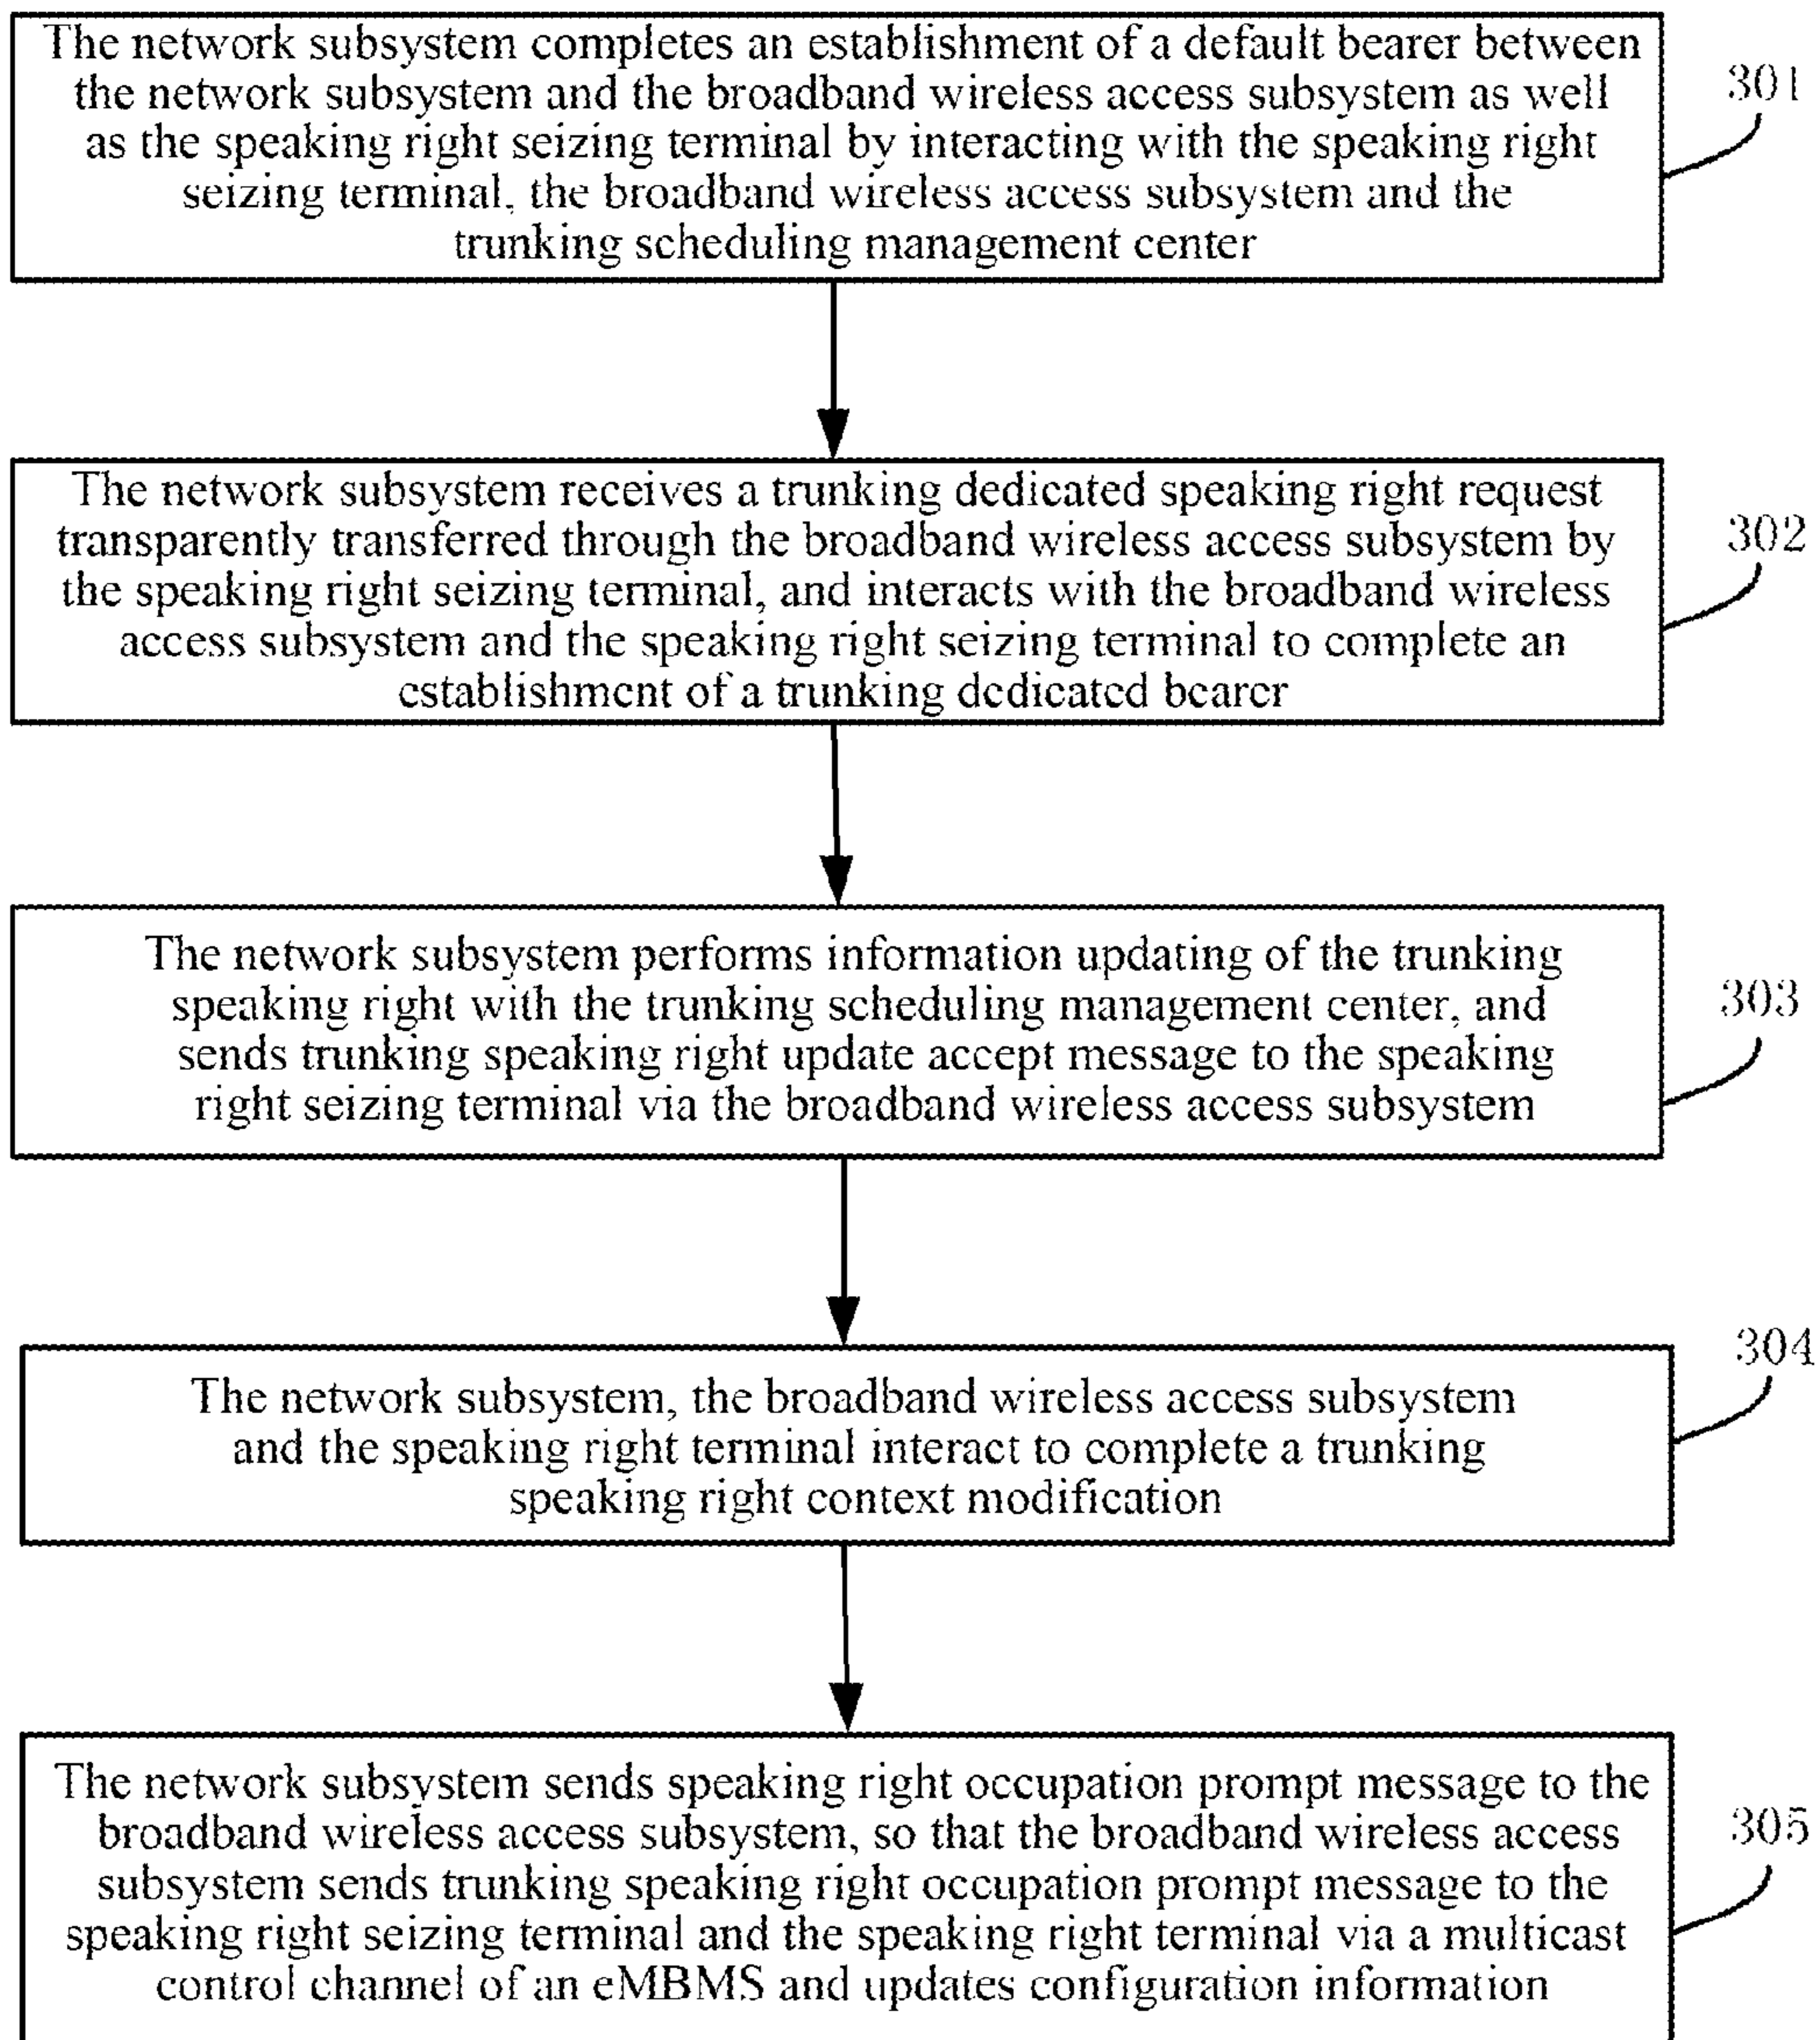 The network subsystem completes an establishment of a default bearer between
the network subsystem and the broadband wireless access subsystem as well
as the speaking right seizing terminal by interacting with the speaking right
seizing terminal, the broadband wireless access subsystem and the
trunking scheduling management center
301
The network subsystem receives a trunking dedicated speaking right request
transparently transferred through the broadband wireless access subsystem by
the speaking right seizing terminal, and interacts with the broadband wireless
access subsystem and the speaking right seizing terminal to complete an
establishment of a trunking dedicated bearer
302
The network subsystem performs information updating of the trunking
speaking right with the trunking scheduling management center, and
sends trunking speaking right update accept message to the speaking
right seizing terminal via the broadband wireless access subsystem
303
The network subsystem, the broadband wireless access subsystem
and the speaking right terminal interact to complete a trunking
speaking right context modification
304
The network subsystem sends speaking right occupation prompt message to the
broadband wireless access subsystem, so that the broadband wireless access
subsystem sends trunking speaking right occupation prompt message to the
speaking right seizing terminal and the speaking right terminal via a multicast
control channel of an eMBMS and updates configuration information
305